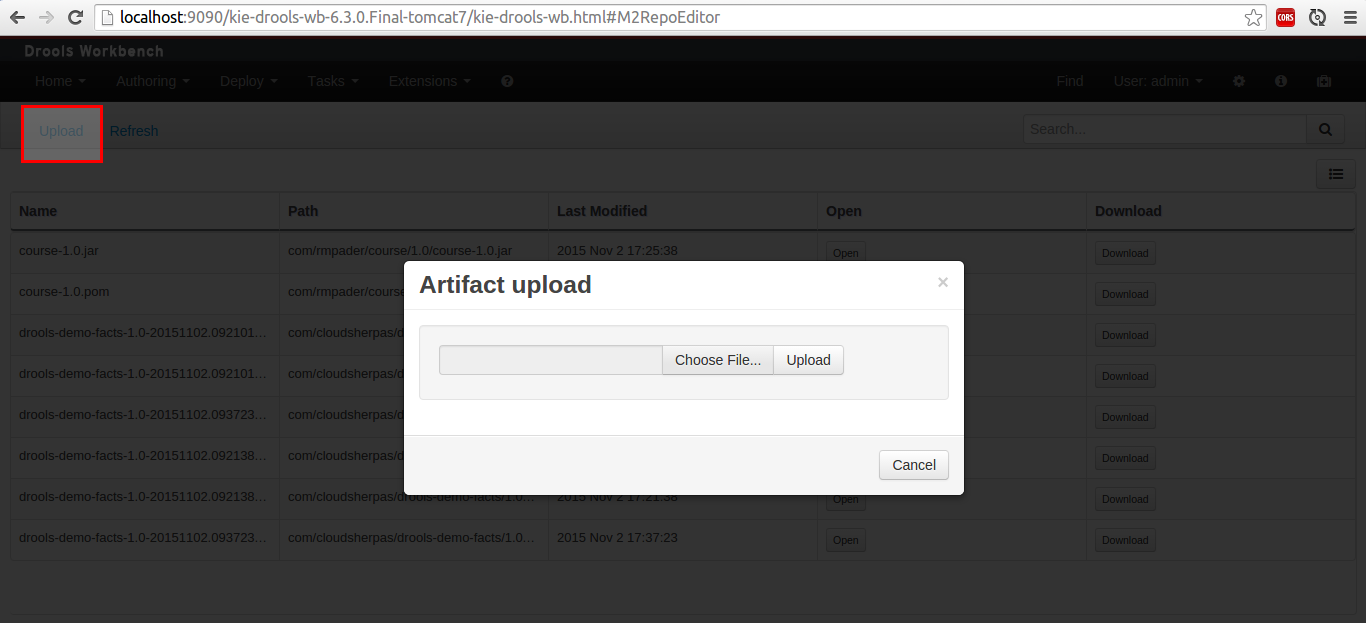 localhost:9090/kie-drools-wb-6.3.0.Final-tomcat7/kie-drools-wb.html#M2RepoEditor
CORS
Drools Workbench
Home Authoring Deploy Tasks Extensions Find User: admin
Upload Refresh Search...
Name Path Last Modified Open Download
course-1.0.jar com/rmpader/course/1.0/course-1.0.jar 2015 Nov 2 17:25:38 Open Download
Artifact upload ×
course-1.0.pom com/rmpader/course Download
drools-demo-facts-1.0-20151102.092101... com/cloudsherpas/d Download
Choose File... Upload
drools-demo-facts-1.0-20151102.092101... com/cloudsherpas/d Download
drools-demo-facts-1.0-20151102.093723... com/cloudsherpas/d Download
drools-demo-facts-1.0-20151102.092138... com/cloudsherpas/d Download
Cancel
drools-demo-facts-1.0-20151102.092138... com/cloudsherpas/drools-demo-facts/1.0... 2015 Nov 2 17:21:38 Open Download
drools-demo-facts-1.0-20151102.093723... com/cloudsherpas/drools-demo-facts/1.0... 2015 Nov 2 17:37:23 Open Download